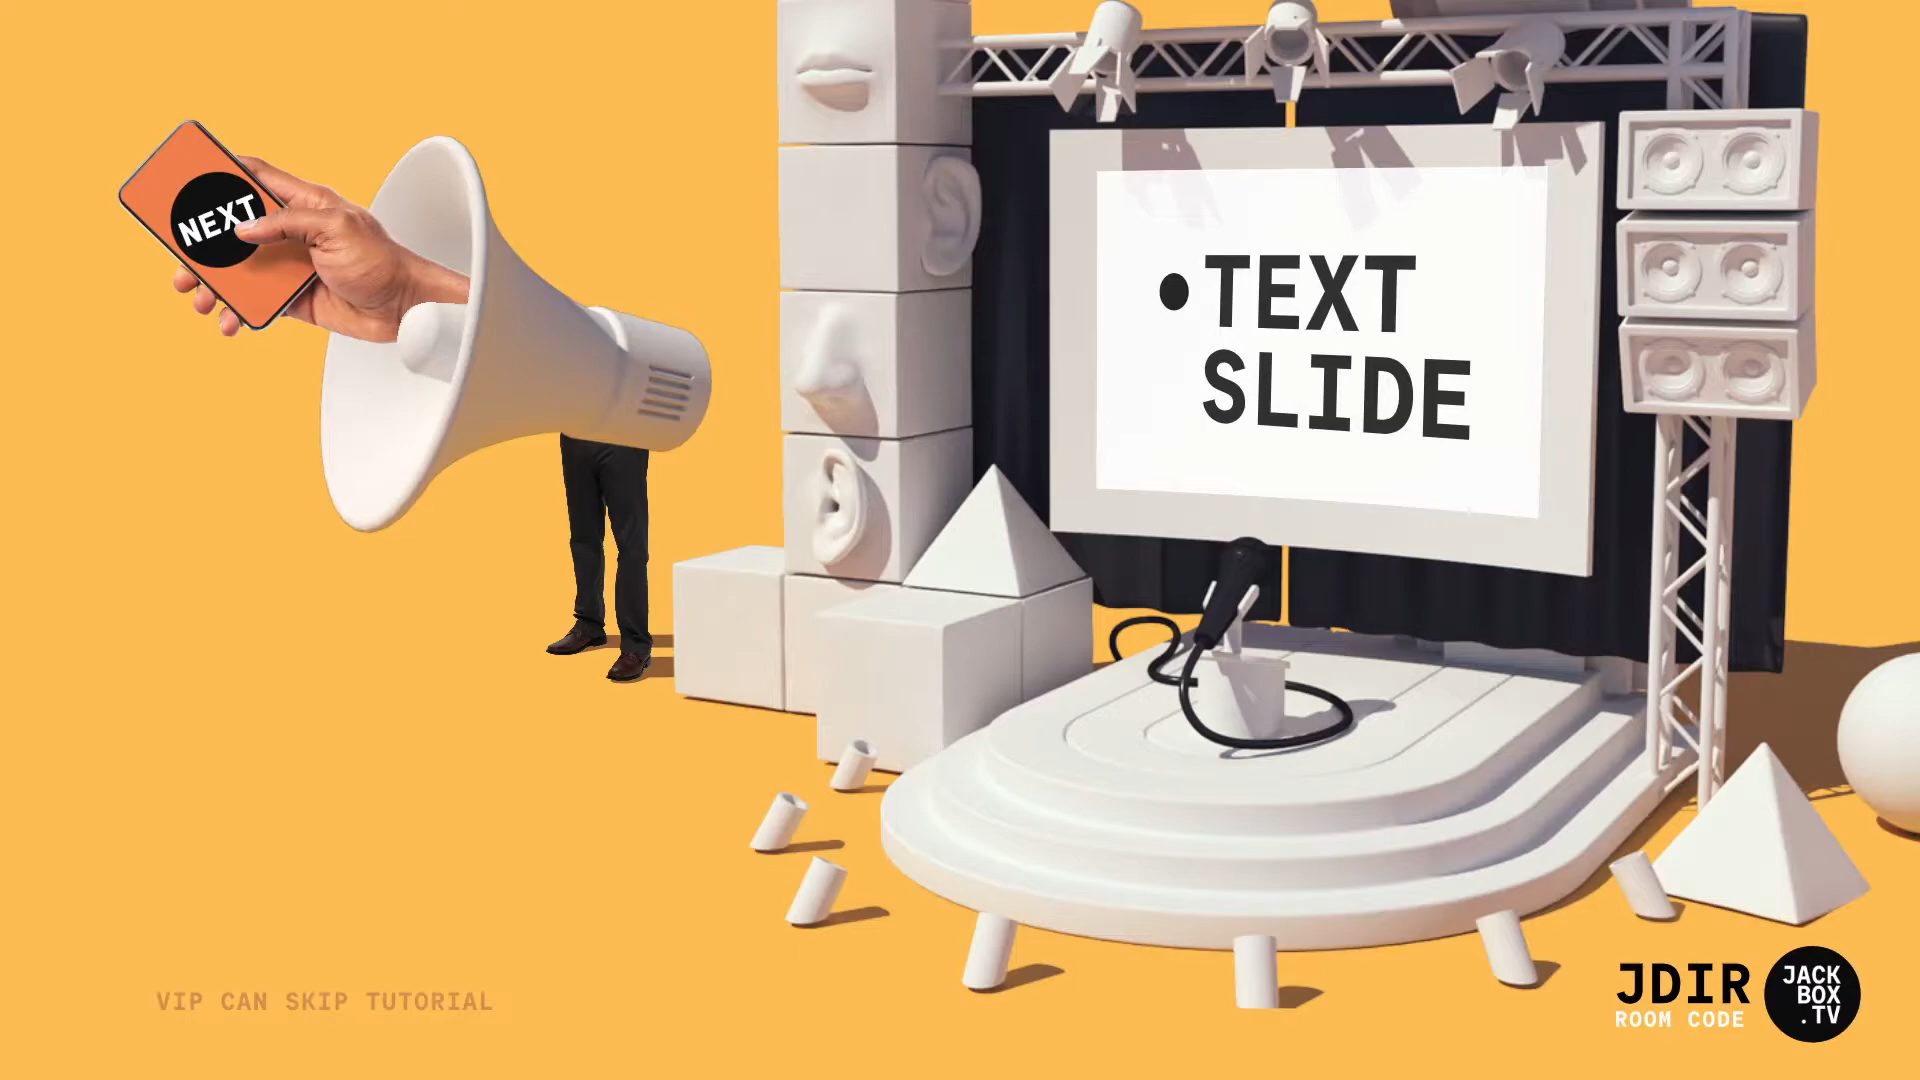 NEXT
•TEXT
SLIDE
VIP CAN SKIP TUTORIAL
JDIR
ROOM CODE
JACK
BOX
.TV